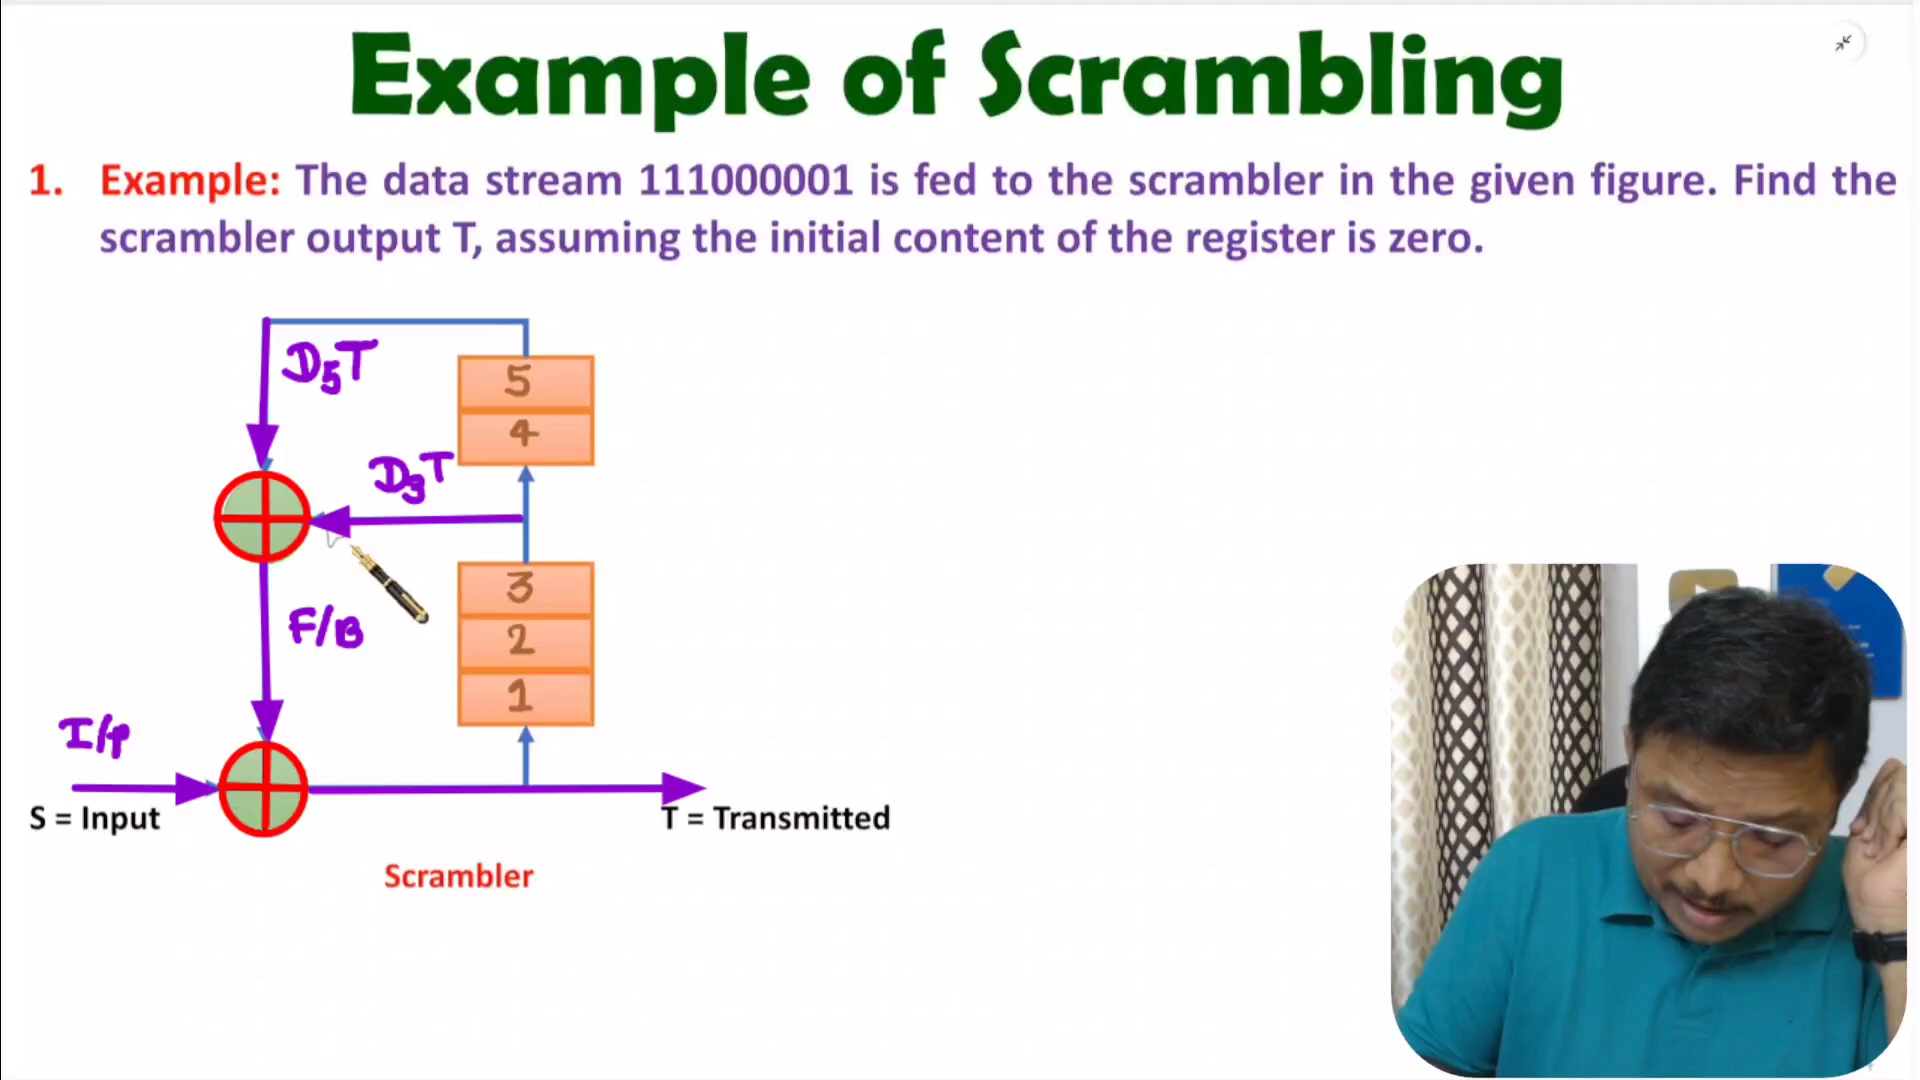 Example of Scrambling
1. Example: The data stream 111000001 is fed to the scrambler in the given figure. Find the
scrambler output T, assuming the initial content of the register is zero.
D5T
5
4
D3T
3
F/B
2
1
I/P
S = Input
T = Transmitted
Scrambler